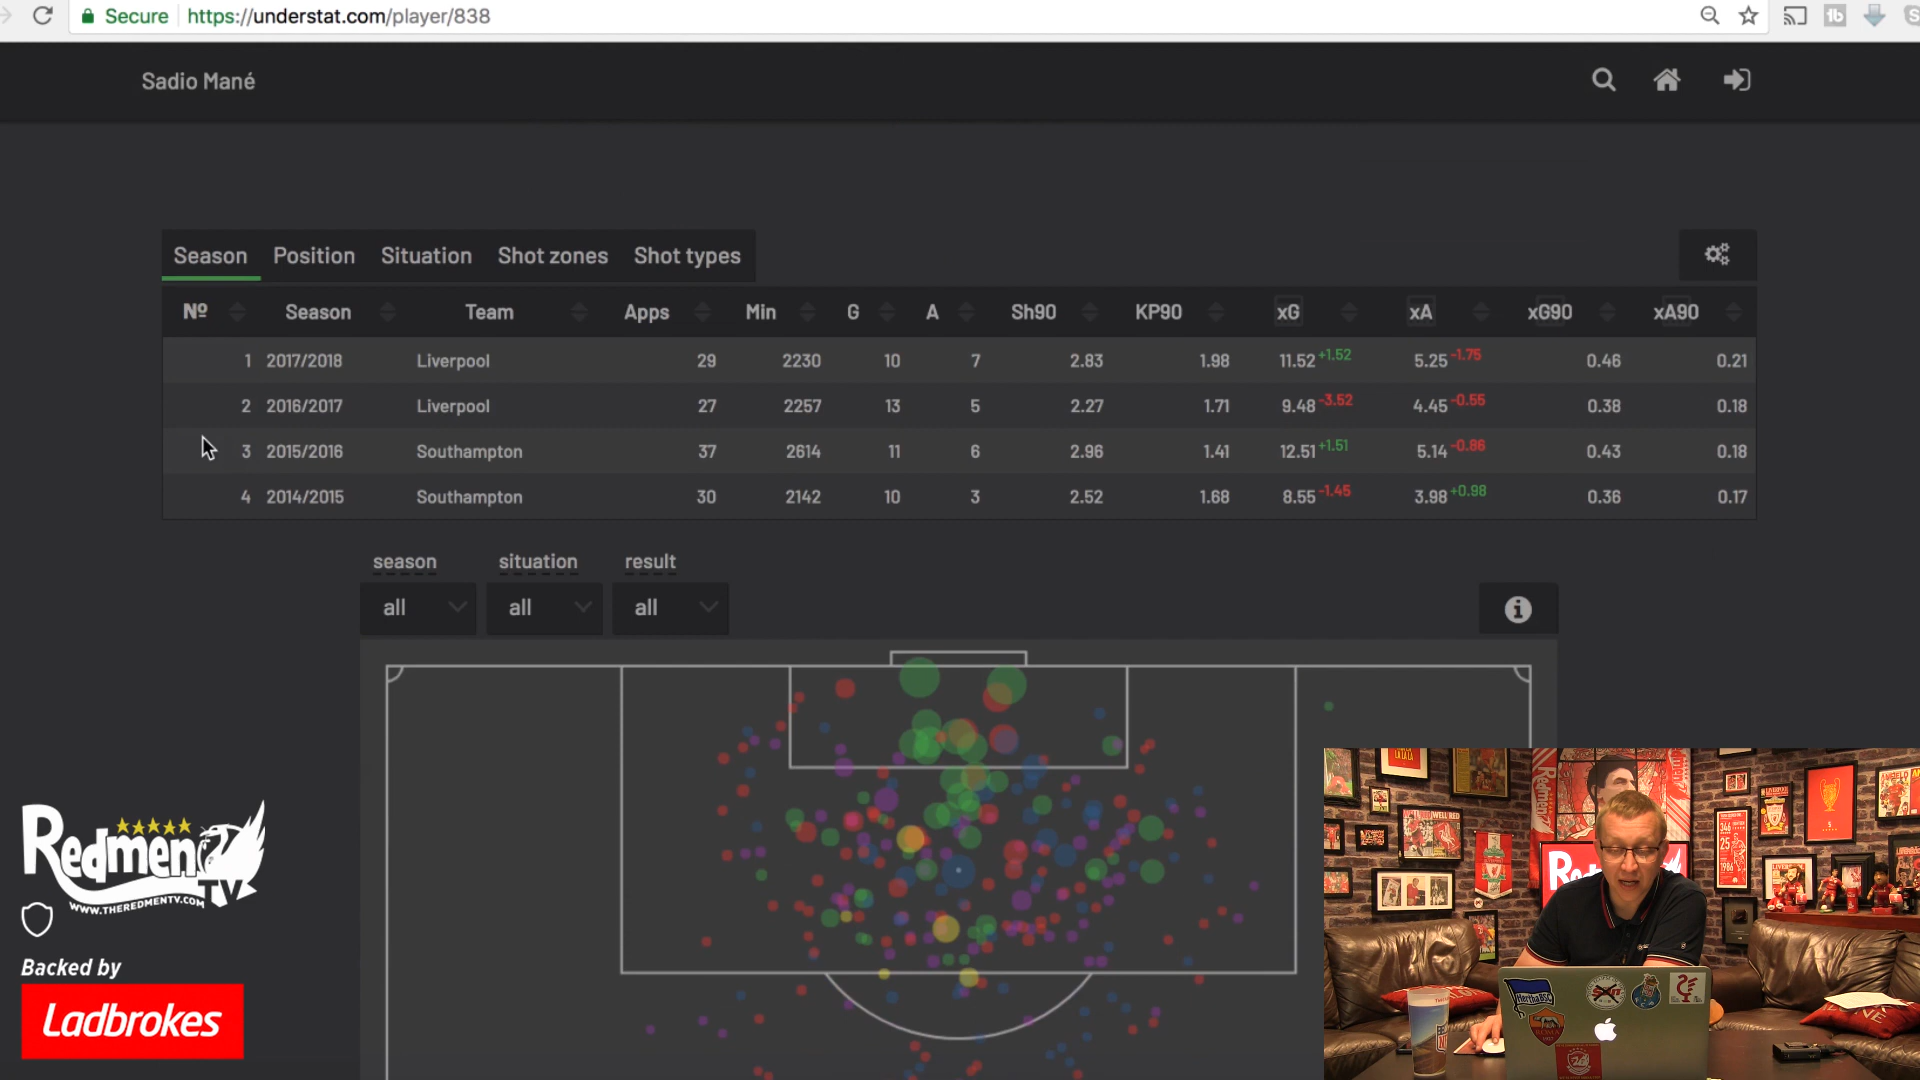 Secure https://understat.com/player/838
Sadio Mané
Season Position Situation Shot zones Shot types
Nº Season Team Apps Min G A Sh90 KP90 xG xA xG90 xA90
1 2017/2018 Liverpool 29 2230 10 7 2.83 1.98 11.52 +1.52 5.25 -1.75 0.46 0.21
2 2016/2017 Liverpool 27 2257 13 5 2.27 1.71 9.48 -3.52 4.45 -0.55 0.38 0.18
3 2015/2016 Southampton 37 2614 11 6 2.96 1.41 12.51 +1.51 5.14 -0.86 0.43 0.18
4 2014/2015 Southampton 30 2142 10 3 2.52 1.68 8.55 -1.45 3.98 +0.98 0.36 0.17
season situation result
all all all
Redmen TV
WWW.THEREDMENTV.COM
Backed by
Ladbrokes
WELL RED
Hertha BSC
ROMA